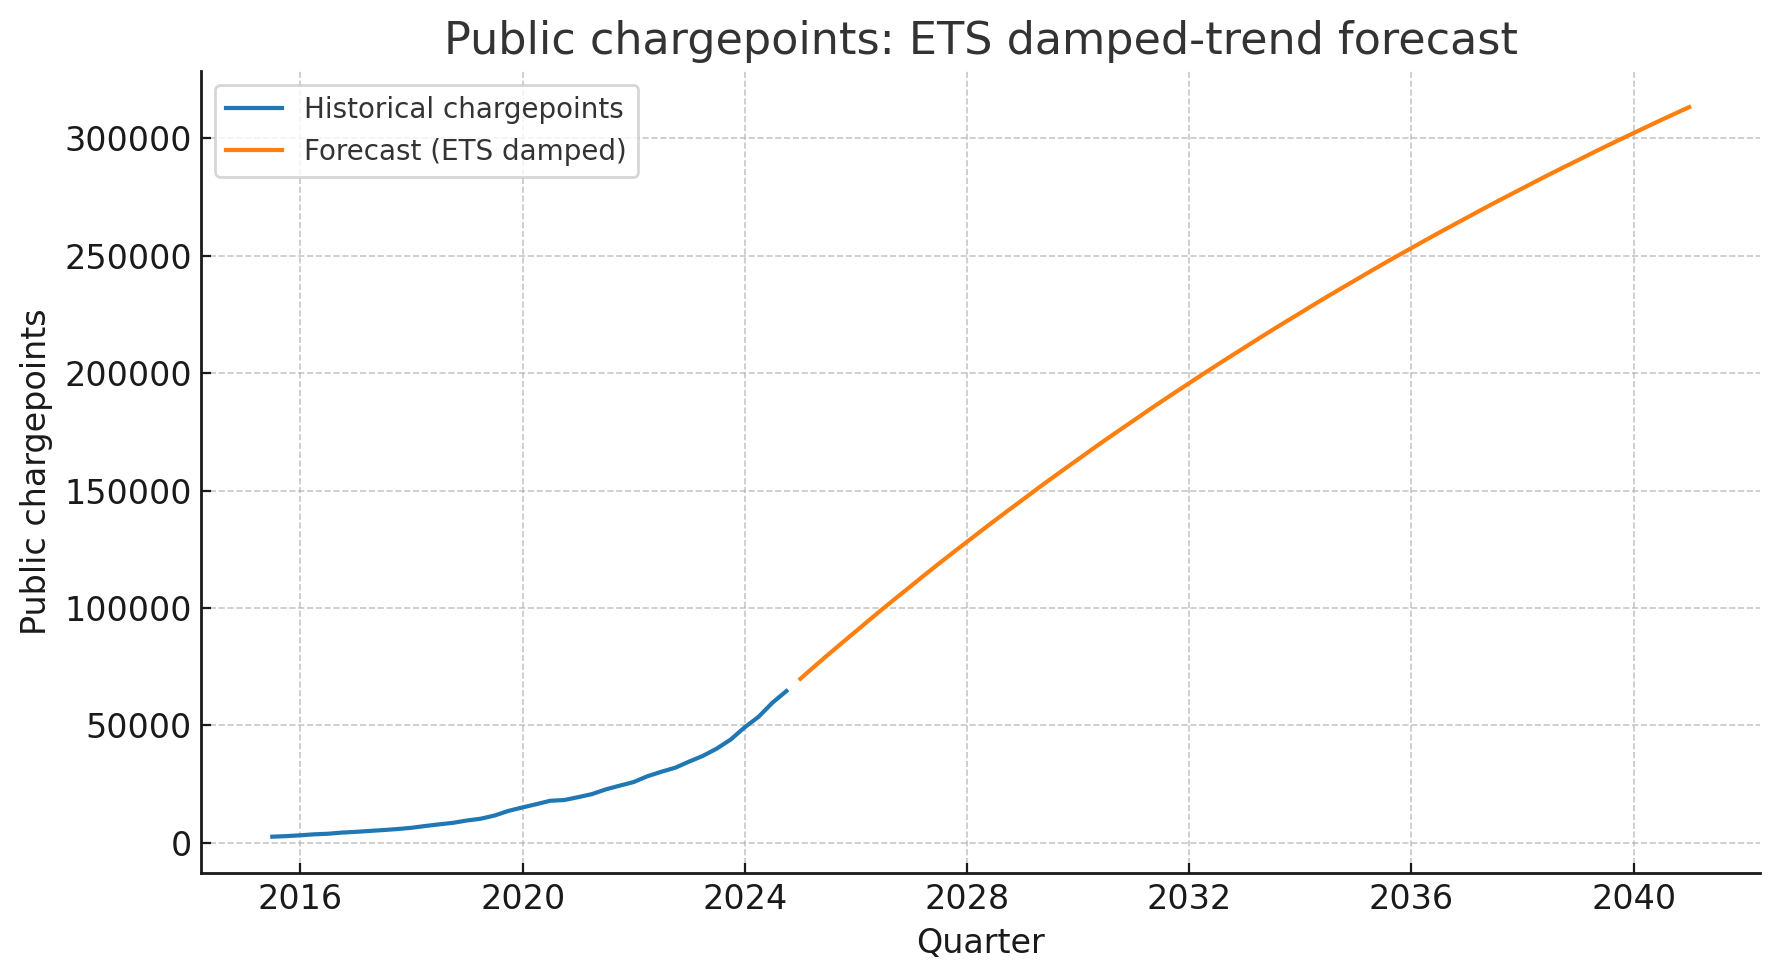 Public chargepoints: ETS damped-trend forecast
Historical chargepoints
Forecast (ETS damped)
Public chargepoints
300000
250000
200000
150000
100000
50000
0
2016 2020 2024 2028 2032 2036 2040
Quarter